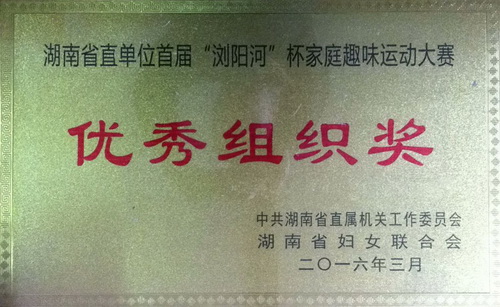 湖南省直单位首届“浏阳河”杯家庭趣味运动大赛
优秀组织奖
中共湖南省直属机关工作委员会
湖南省妇女联合会
二〇一六年三月